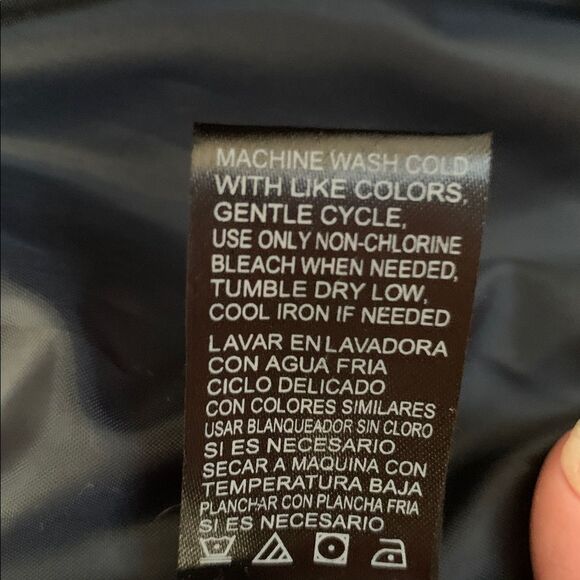 MACHINE WASH COLD
WITH LIKE COLORS,
GENTLE CYCLE,
USE ONLY NON-CHLORINE
BLEACH WHEN NEEDED,
TUMBLE DRY LOW,
COOL IRON IF NEEDED
LAVAR EN LAVADORA
CON AGUA FRIA
CICLO DELICADO
CON COLORES SIMILARES
USAR BLANQUEADOR SIN CLORO
SI ES NECESARIO
SECAR A MAQUINA CON
TEMPERATURA BAJA
PLANCHAR CON PLANCHA FRIA
SI ES NECESARIO